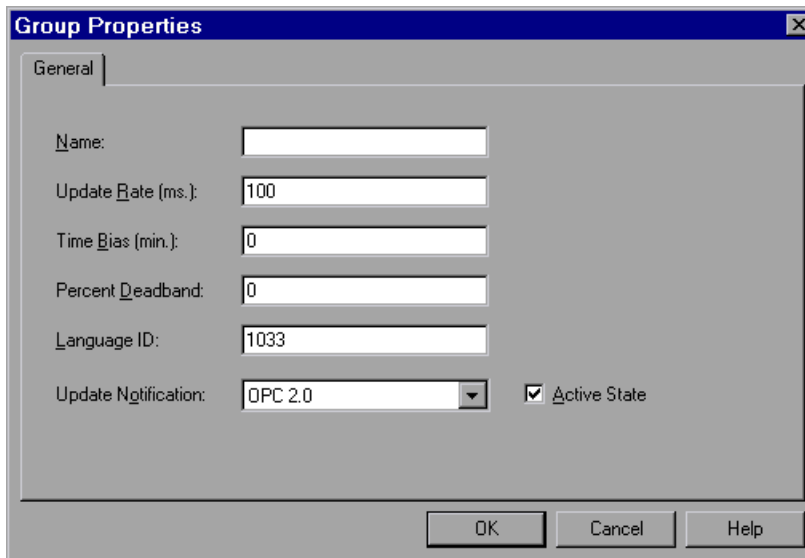 Group Properties
General
Name:
Update Rate (ms.): 100
Time Bias (min.): 0
Percent Deadband: 0
Language ID: 1033
Update Notification: OPC 2.0 Active State
OK Cancel Help